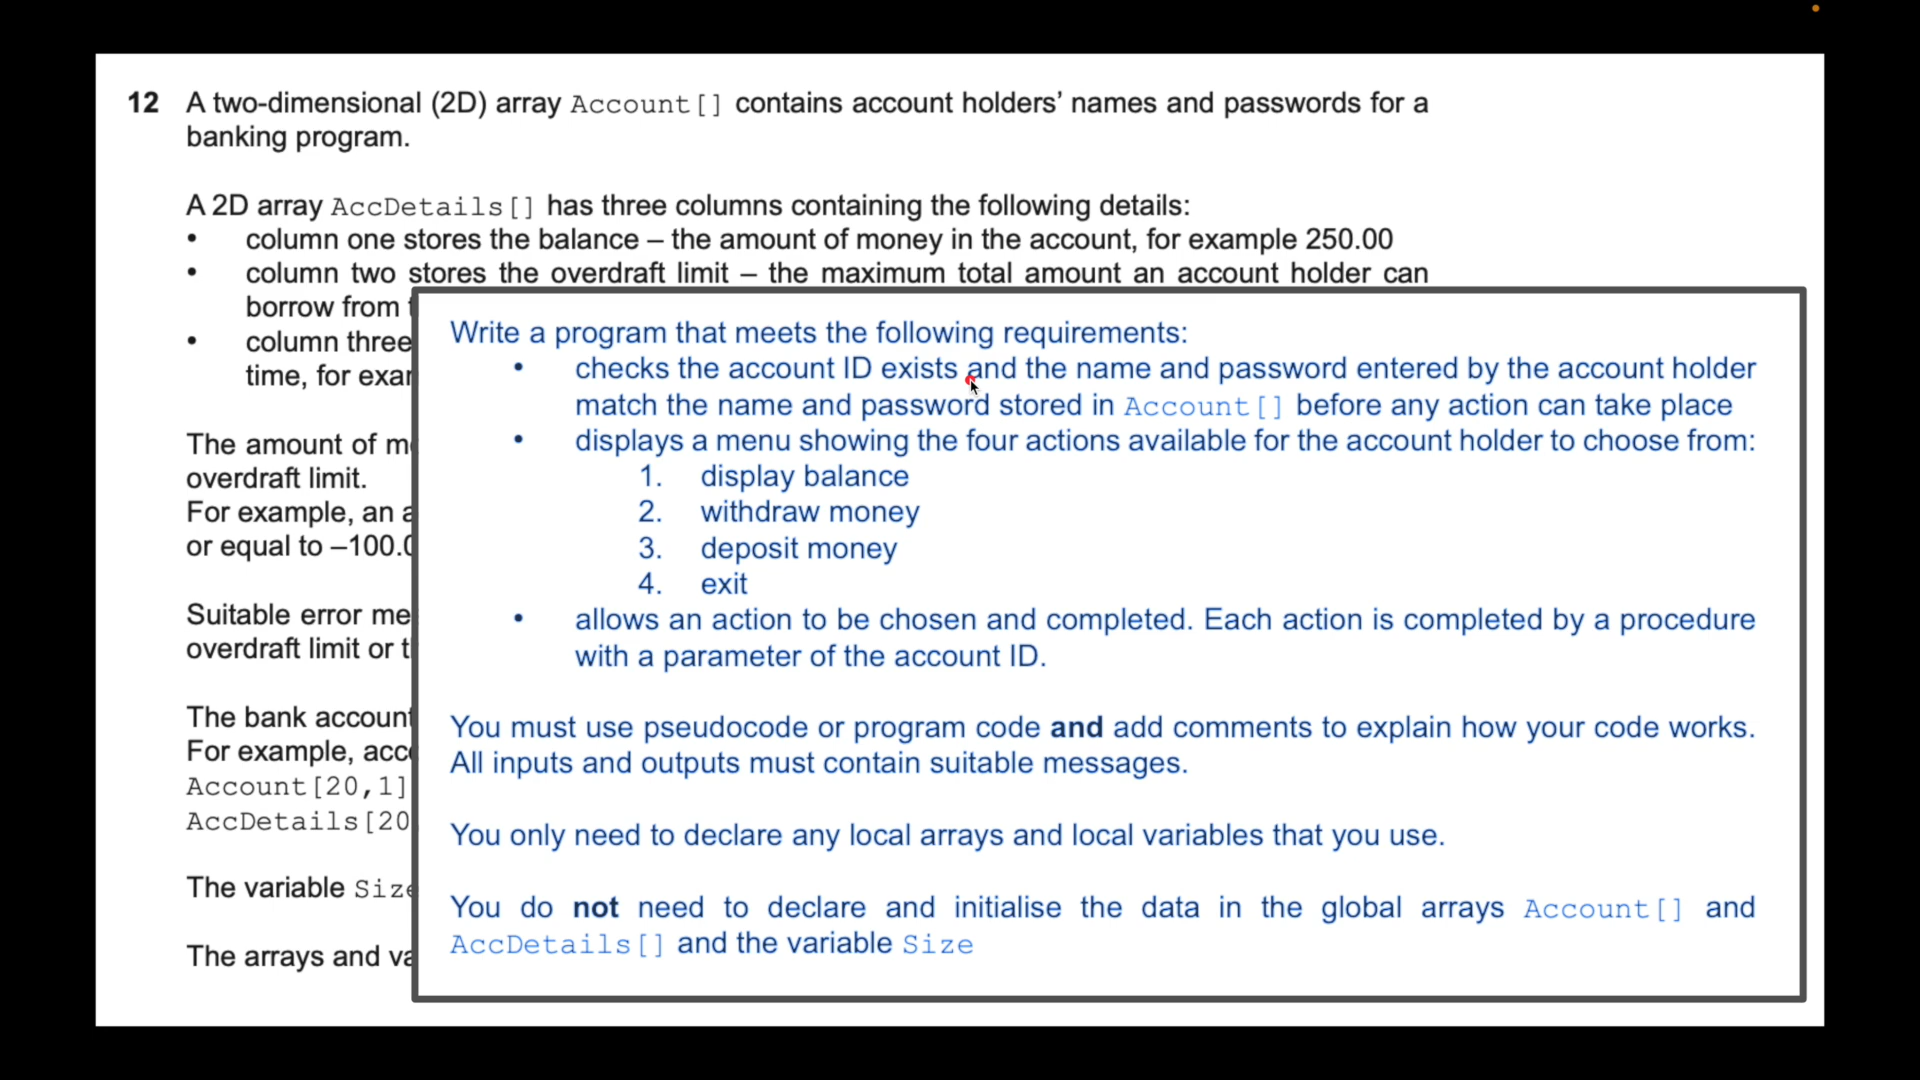 12 A two-dimensional (2D) array Account[] contains account holders’ names and passwords for a
banking program.
A 2D array AccDetails[] has three columns containing the following details:
• column one stores the balance – the amount of money in the account, for example 250.00
• column two stores the overdraft limit – the maximum total amount an account holder can
borrow from
• column three
time, for
The amount of
overdraft limit.
For example, an
or equal to –100.0
Suitable error
overdraft limit or
The bank account
For example,
Account[20,1]
AccDetails[20
The variable Size
The arrays and
Write a program that meets the following requirements:
• checks the account ID exists and the name and password entered by the account holder
match the name and password stored in Account[] before any action can take place
• displays a menu showing the four actions available for the account holder to choose from:
1. display balance
2. withdraw money
3. deposit money
4. exit
• allows an action to be chosen and completed. Each action is completed by a procedure
with a parameter of the account ID.
You must use pseudocode or program code and add comments to explain how your code works.
All inputs and outputs must contain suitable messages.
You only need to declare any local arrays and local variables that you use.
You do not need to declare and initialise the data in the global arrays Account[] and
AccDetails[] and the variable Size